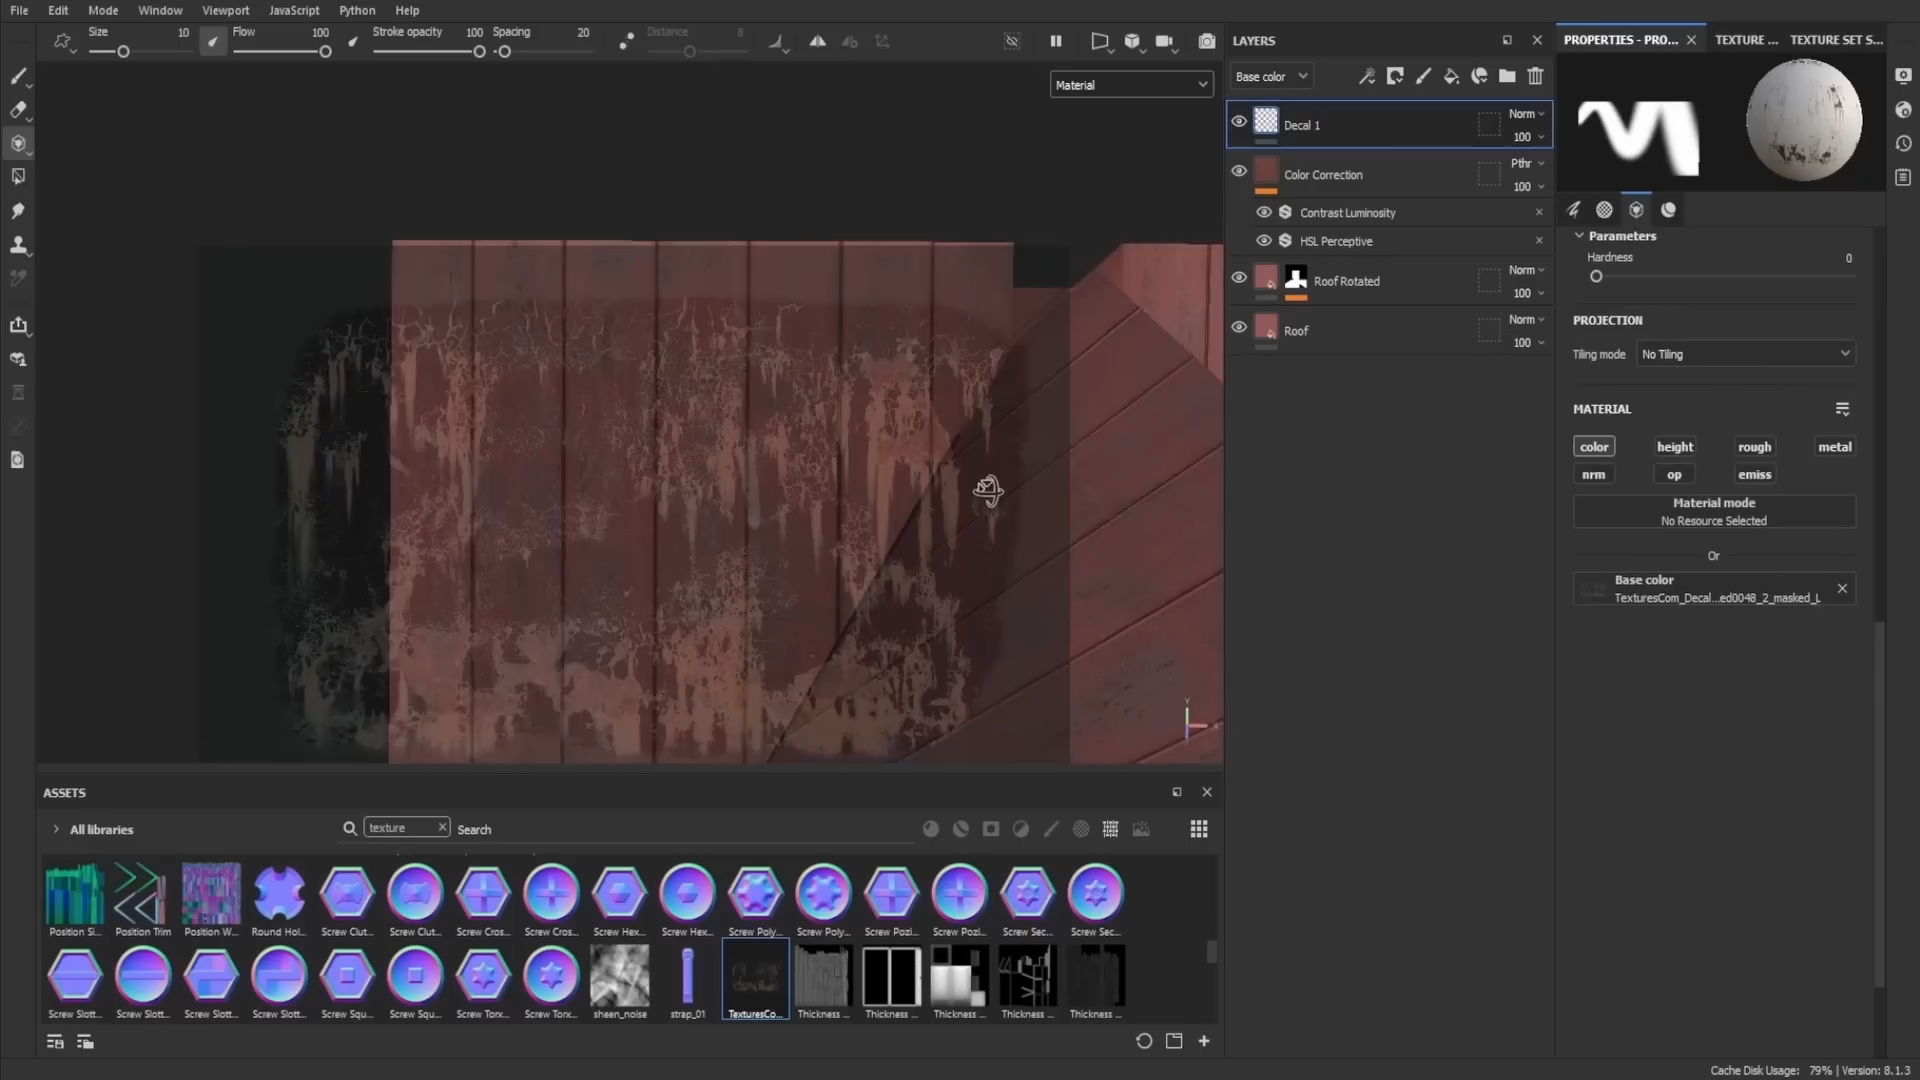 File Edit Mode Window Viewport JavaScript Python Help
Size 10 Flow 100 Stroke opacity 100 Spacing 20 Distance 8
Material
LAYERS
Base color
Decal 1 Norm 100
Color Correction Pthr 100
Contrast Luminosity
HSL Perceptive
Roof Rotated Norm 100
Roof Norm 100
PROPERTIES - PRO... TEXTURE ... TEXTURE SET S...
Parameters
Hardness 0
PROJECTION
Tiling mode No Tiling
MATERIAL
color height rough metal
nrm op emiss
Material mode
No Resource Selected
Or
Base color
TexturesCom_Decal...ed0048_2_masked_L
Y
ASSETS
All libraries texture Search
Position Si... Position Trim Position W... Round Hol... Screw Clut... Screw Clut... Screw Cros... Screw Cros... Screw Hex... Screw Hex... Screw Poly... Screw Poly... Screw Pozi... Screw Pozi... Screw Sec... Screw Sec...
Screw Slott... Screw Slott... Screw Slott... Screw Slott... Screw Squ... Screw Squ... Screw Torx... Screw Torx... sheen_noise strap_01 TexturesCo... Thickness ... Thickness ... Thickness ... Thickness ... Thickness ...
Cache Disk Usage: 79% | Version: 8.1.3